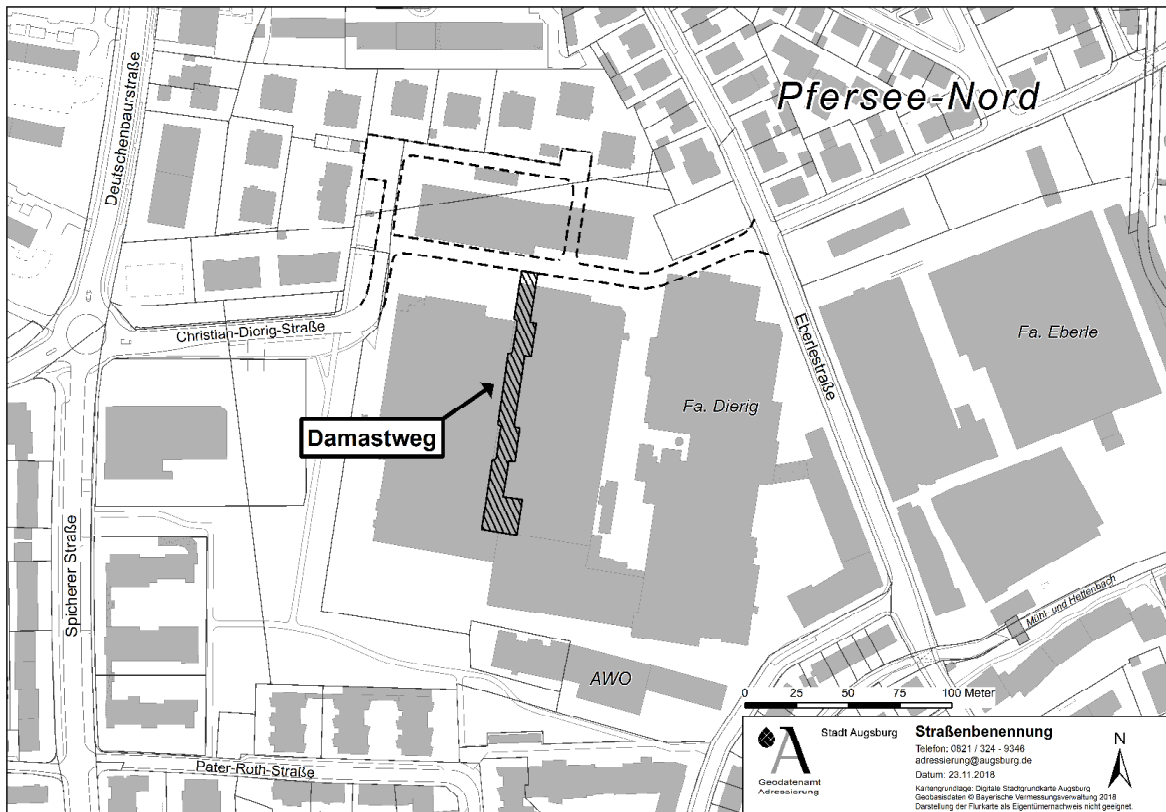 Pfersee-Nord
Deutschenbaurstraße
Christian-Dierig-Straße
Eberlestraße
Fa. Eberle
Fa. Dierig
Damastweg
Spicherer Straße
Mühl- und Hettenbach
AWO
0 25 50 75 100 Meter
Peter-Roth-Straße
Stadt Augsburg
Geodatenamt
Adressierung
Straßenbenennung
Telefon: 0821 / 324 - 9346
adressierung@augsburg.de
Datum: 23.11.2018
N
Kartengrundlage: Digitale Stadtgrundkarte Augsburg
Geobasisdaten © Bayerische Vermessungsverwaltung 2018
Darstellung der Flurkarte als Eigentümernachweis nicht geeignet.